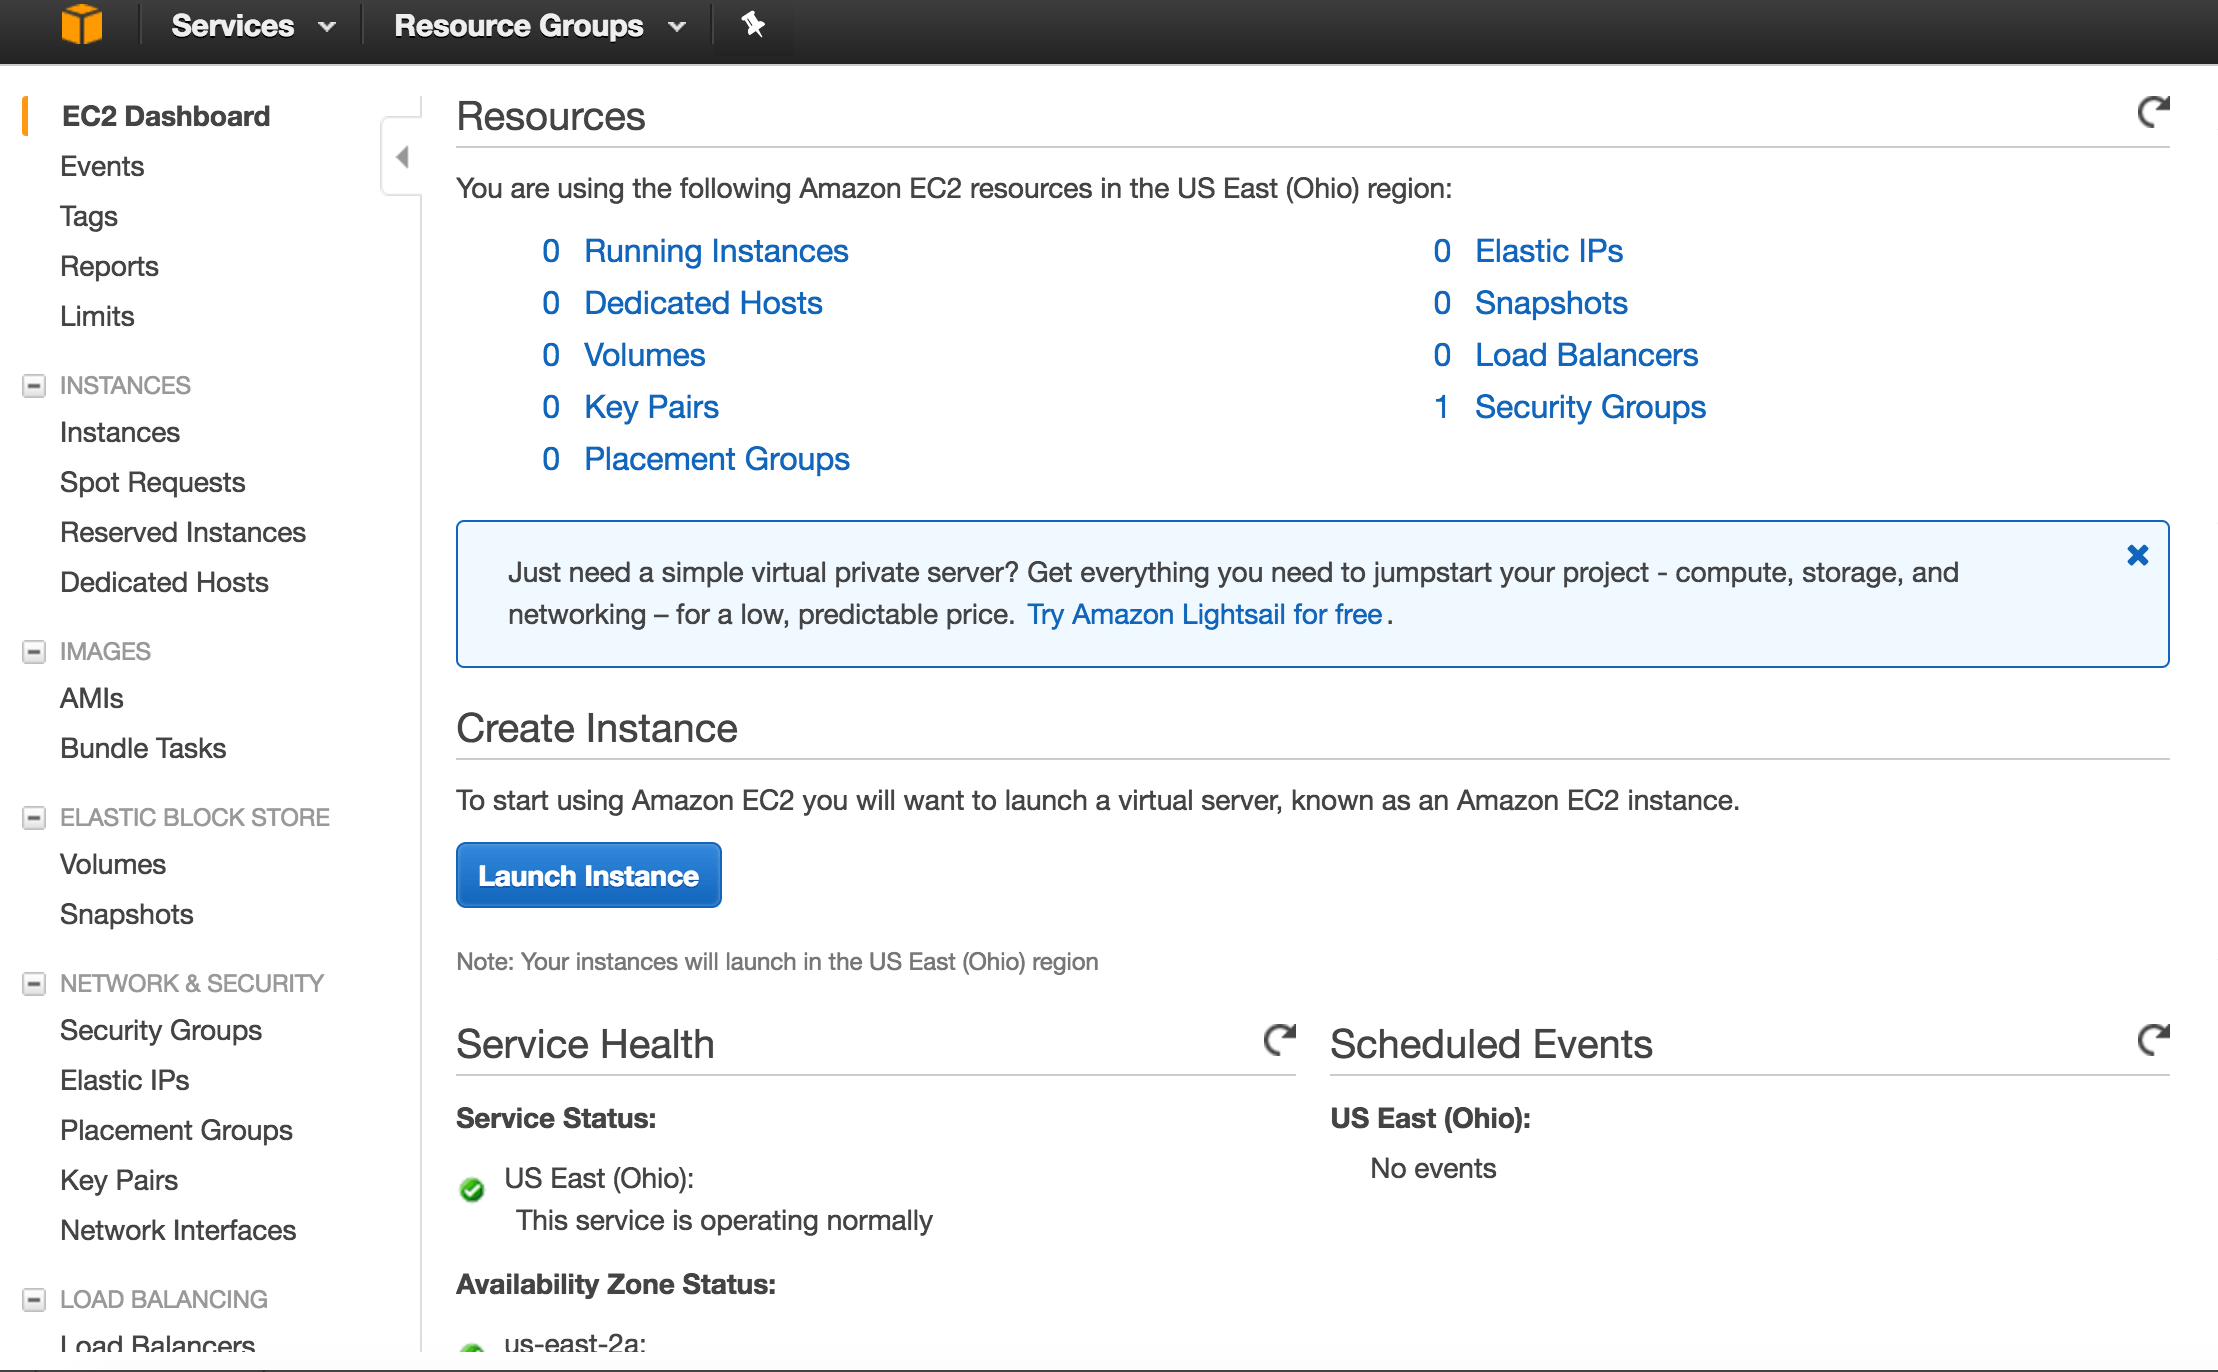 Services
Resource Groups
EC2 Dashboard
Events
Tags
Reports
Limits
INSTANCES
Instances
Spot Requests
Reserved Instances
Dedicated Hosts
IMAGES
AMIs
Bundle Tasks
ELASTIC BLOCK STORE
Volumes
Snapshots
NETWORK & SECURITY
Security Groups
Elastic IPs
Placement Groups
Key Pairs
Network Interfaces
LOAD BALANCING
Load Balancers
Resources
You are using the following Amazon EC2 resources in the US East (Ohio) region:
0 Running Instances
0 Dedicated Hosts
0 Volumes
0 Key Pairs
0 Placement Groups
0 Elastic IPs
0 Snapshots
0 Load Balancers
1 Security Groups
Just need a simple virtual private server? Get everything you need to jumpstart your project - compute, storage, and
networking – for a low, predictable price. Try Amazon Lightsail for free.
Create Instance
To start using Amazon EC2 you will want to launch a virtual server, known as an Amazon EC2 instance.
Launch Instance
Note: Your instances will launch in the US East (Ohio) region
Service Health
Service Status:
US East (Ohio):
This service is operating normally
Availability Zone Status:
us-east-2a:
Scheduled Events
US East (Ohio):
No events